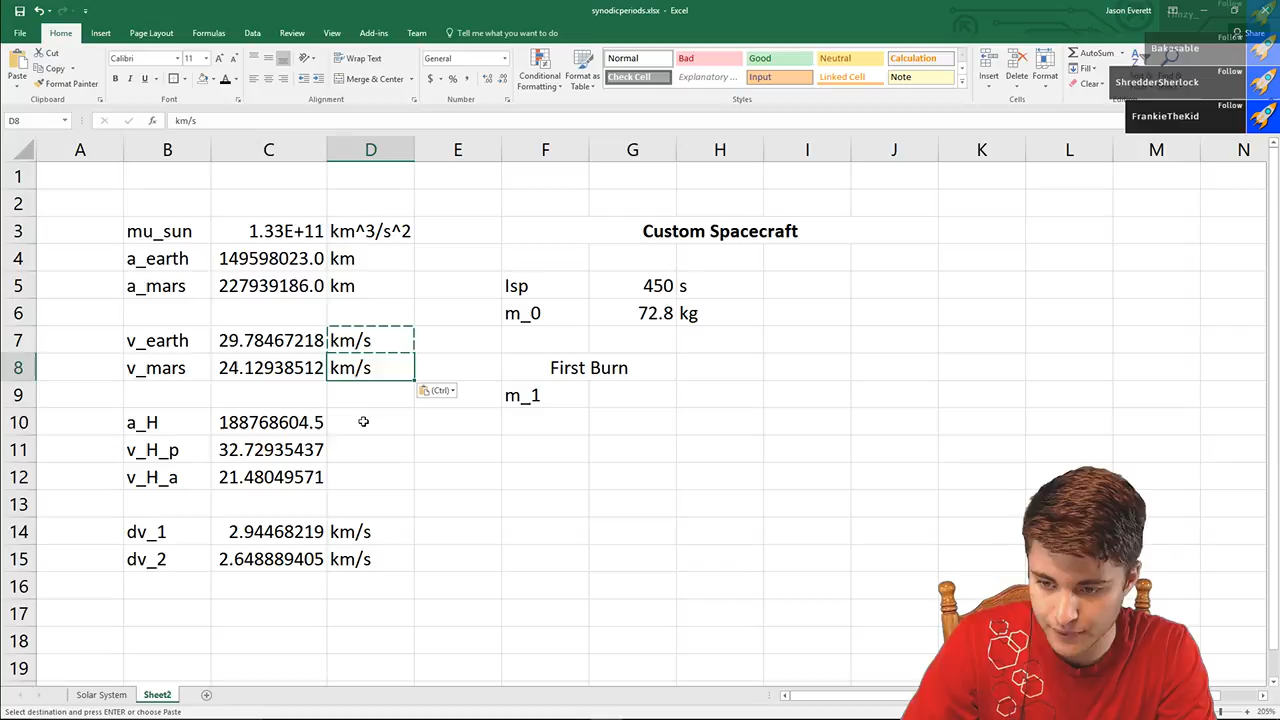 synodicperiods.xlsx - Excel
Jason Everett
File Home Insert Page Layout Formulas Data Review View Add-ins Team Tell me what you want to do
Share
Follow
Bakasable Follow
ShredderSherlock Follow
FrankieTheKid Follow
Paste Cut Copy Format Painter
Clipboard
Calibri 11
B I U
Font
Wrap Text
Merge & Center
Alignment
General
$ % ,
Number
Conditional Formatting Format as Table
Normal Bad Good Neutral Calculation
Check Cell Explanatory ... Input Linked Cell Note
Styles
Insert Delete Format
Cells
AutoSum
Fill
Clear
D8 fx km/s
A B C D E F G H I J K L M N
1
2
3 mu_sun 1.33E+11 km^3/s^2 Custom Spacecraft
4 a_earth 149598023.0 km
5 a_mars 227939186.0 km Isp 450 s
6 m_0 72.8 kg
7 v_earth 29.78467218 km/s
8 v_mars 24.12938512 km/s First Burn
(Ctrl)
9 m_1
10 a_H 188768604.5
11 v_H_p 32.72935437
12 v_H_a 21.48049571
13
14 dv_1 2.94468219 km/s
15 dv_2 2.648889405 km/s
16
17
18
19
Solar System Sheet2
Select destination and press ENTER or choose Paste
205%